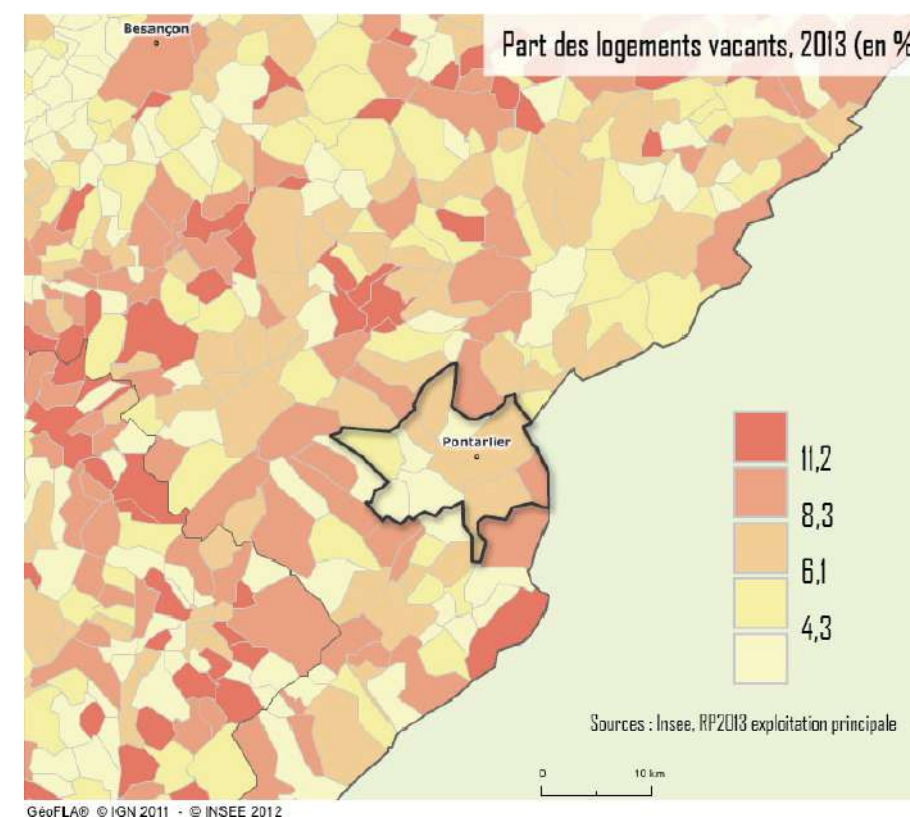 Besançon
Part des logements vacants, 2013 (en %
Pontarlier
11,2
8,3
6,1
4,3
Sources : Insee, RP2013 exploitation principale
0 10 km
GéoFLA® © IGN 2011 - © INSEE 2012